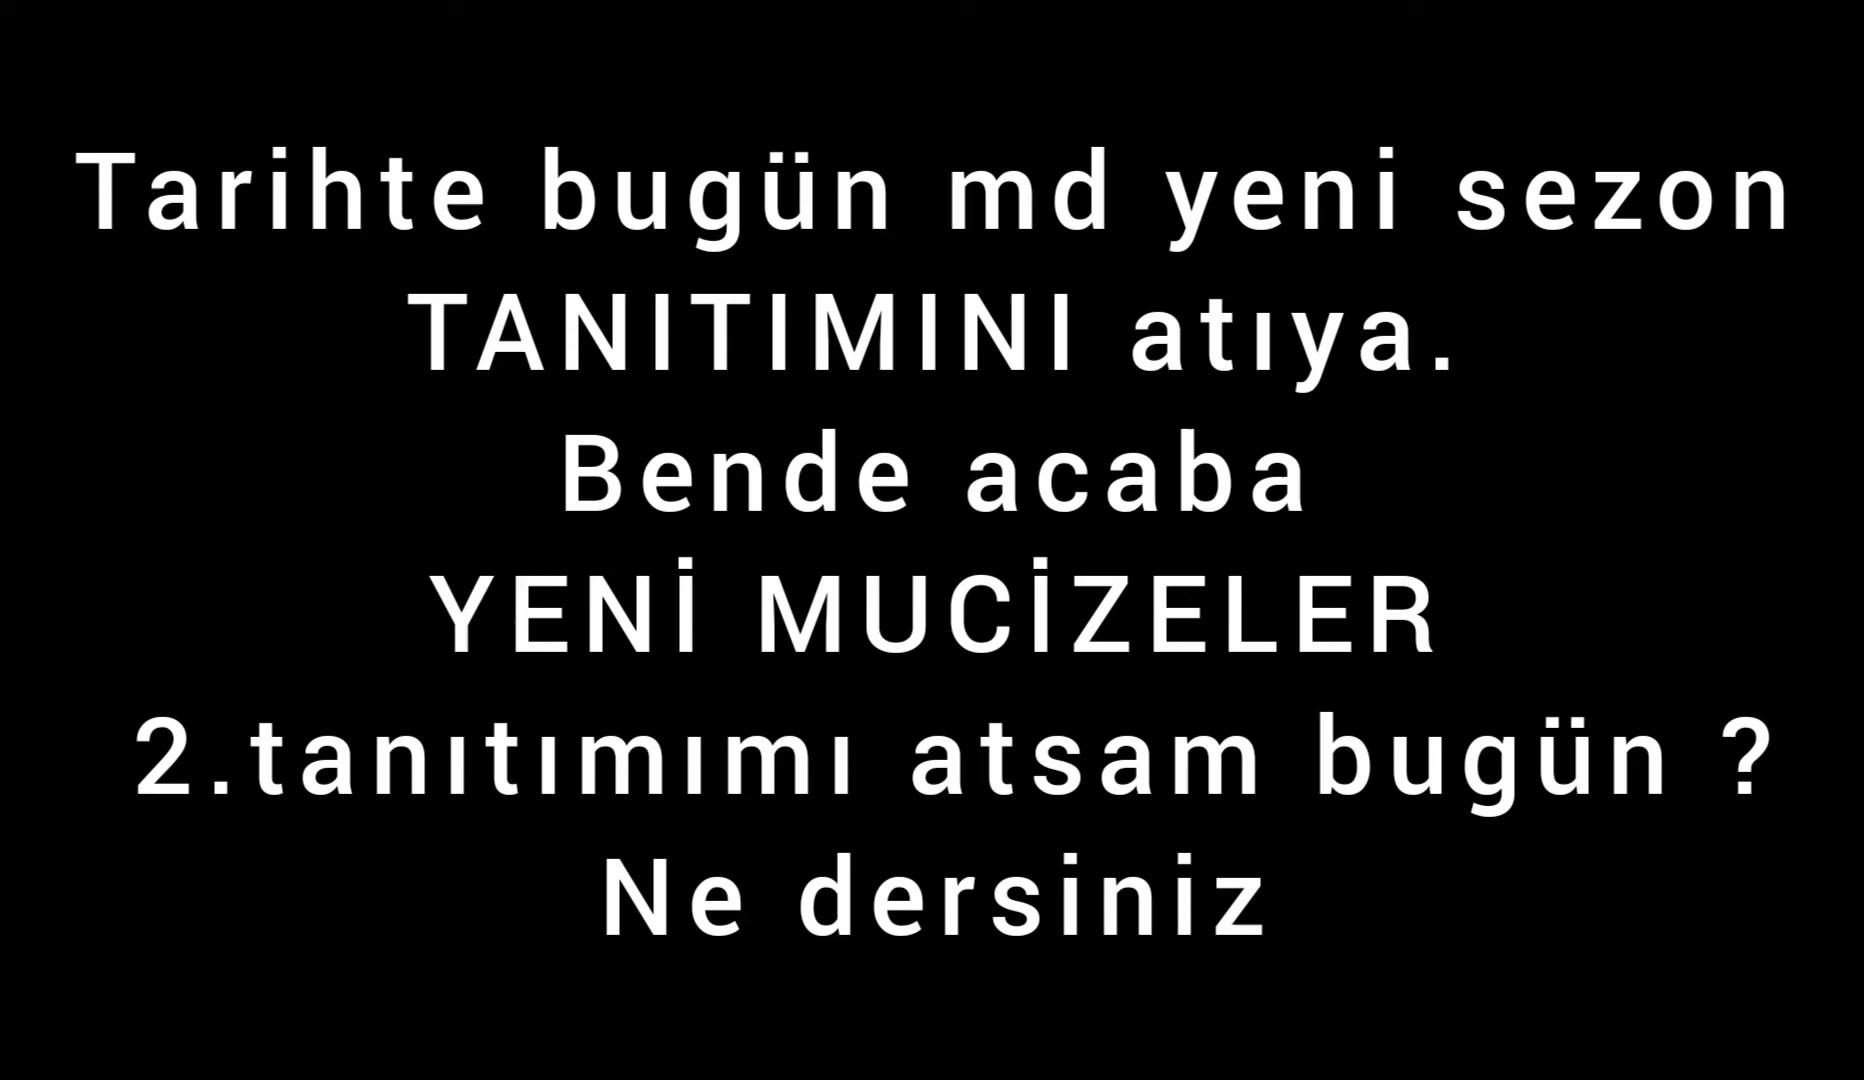 Tarihte bugün md yeni sezon
TANITIMINI atıya.
Bende acaba
YENİ MUCİZELER
2.tanıtımımı atsam bugün ?
Ne dersiniz